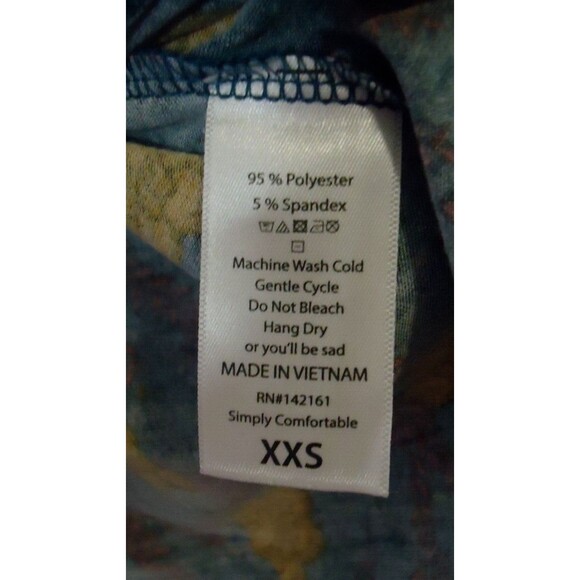 95 % Polyester
5 % Spandex
Machine Wash Cold
Gentle Cycle
Do Not Bleach
Hang Dry
or you'll be sad
MADE IN VIETNAM
RN#142161
Simply Comfortable
XXS